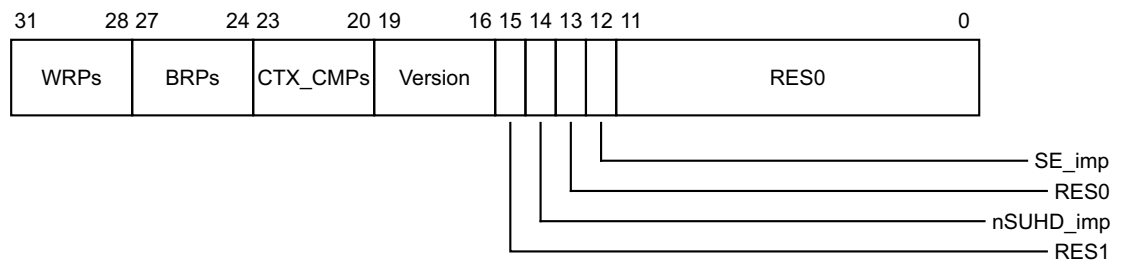 31 28 27 24 23 20 19 16 15 14 13 12 11 0
WRPs BRPs CTX_CMPs Version RES0
SE_imp
RES0
nSUHD_imp
RES1